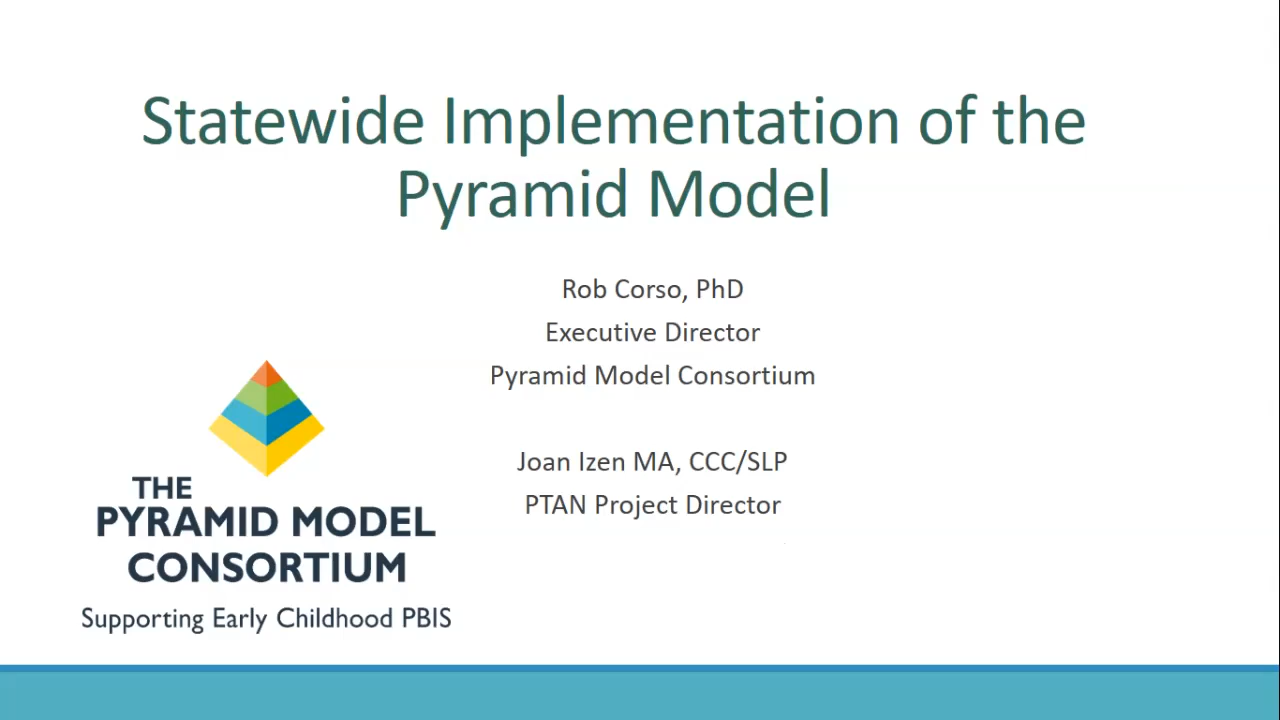 Statewide Implementation of the
Pyramid Model
Rob Corso, PhD
Executive Director
Pyramid Model Consortium
Joan Izen MA, CCC/SLP
PTAN Project Director
THE
PYRAMID MODEL
CONSORTIUM
Supporting Early Childhood PBIS